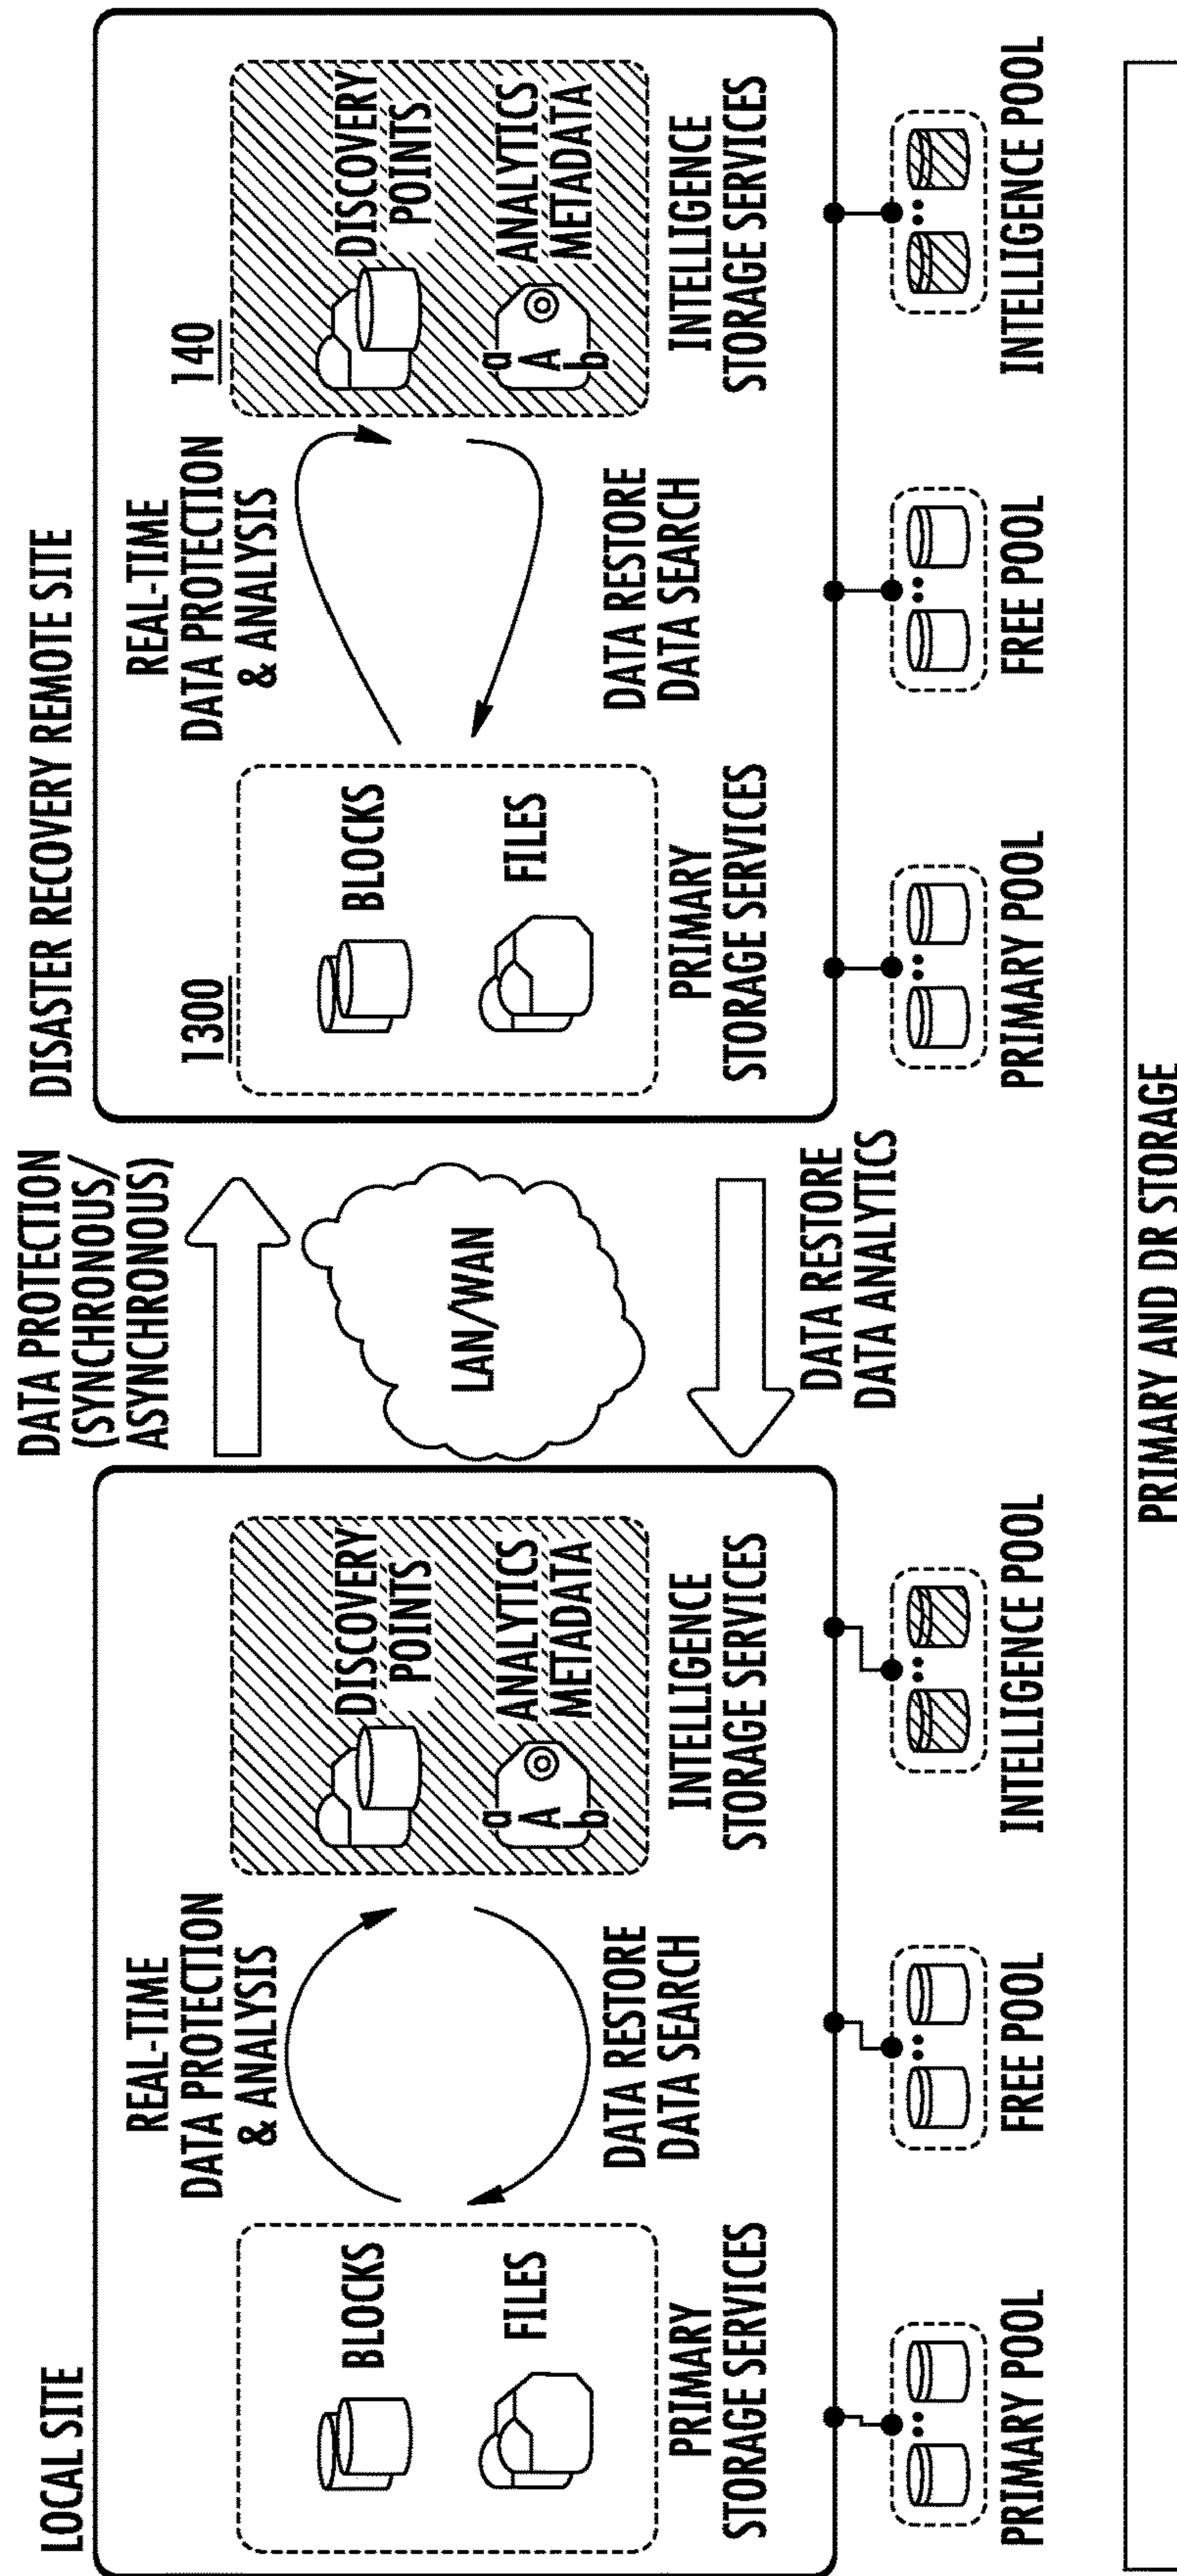 LOCAL SITE
BLOCKS
FILES
PRIMARY
STORAGE SERVICES
REAL-TIME
DATA PROTECTION
& ANALYSIS
DATA RESTORE
DATA SEARCH
DISCOVERY
POINTS
a
A
b
ANALYTICS
METADATA
INTELLIGENCE
STORAGE SERVICES
PRIMARY POOL
FREE POOL
INTELLIGENCE POOL
DATA PROTECTION
(SYNCHRONOUS/
ASYNCHRONOUS)
LAN/WAN
DATA RESTORE
DATA ANALYTICS
DISASTER RECOVERY REMOTE SITE
1300
BLOCKS
FILES
PRIMARY
STORAGE SERVICES
REAL-TIME
DATA PROTECTION
& ANALYSIS
DATA RESTORE
DATA SEARCH
140
DISCOVERY
POINTS
a
A
b
ANALYTICS
METADATA
INTELLIGENCE
STORAGE SERVICES
PRIMARY POOL
FREE POOL
INTELLIGENCE POOL
PRIMARY AND DR STORAGE